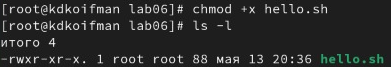 [root@kdkoifman lab06]# chmod +x hello.sh
[root@kdkoifman lab06]# ls -l
итого 4
-rwxr-xr-x. 1 root root 88 мая 13 20:36 hello.sh